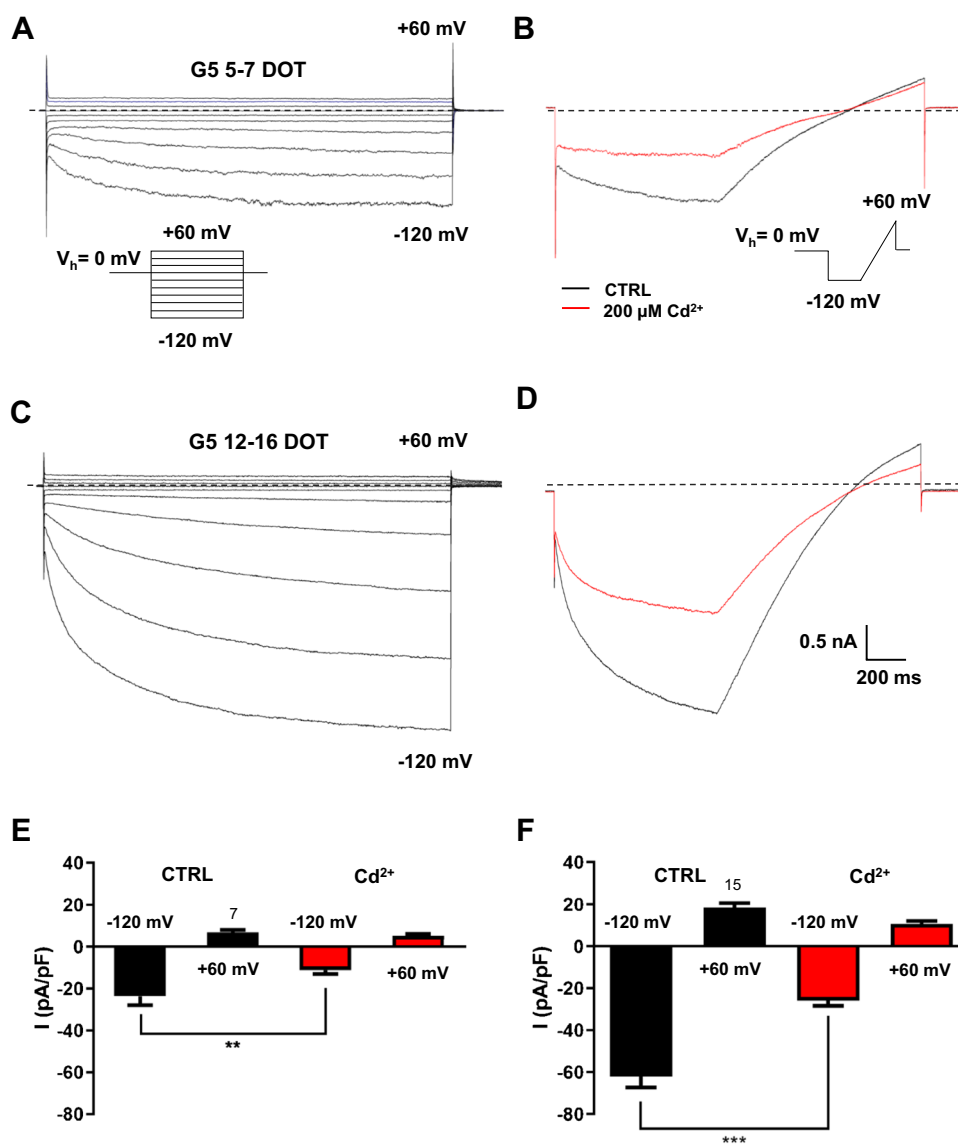 A
+60 mV
G5 5-7 DOT
-120 mV
+60 mV
Vh= 0 mV
-120 mV
B
+60 mV
Vh= 0 mV
-120 mV
CTRL
200 µM Cd²⁺
C
G5 12-16 DOT
+60 mV
-120 mV
D
0.5 nA
200 ms
E
40
20
0
-20
-40
-60
-80
I (pA/pF)
CTRL
Cd²⁺
-120 mV
7
-120 mV
+60 mV
+60 mV
**
F
40
20
0
-20
-40
-60
-80
I (pA/pF)
CTRL
15
Cd²⁺
-120 mV
-120 mV
+60 mV
+60 mV
***